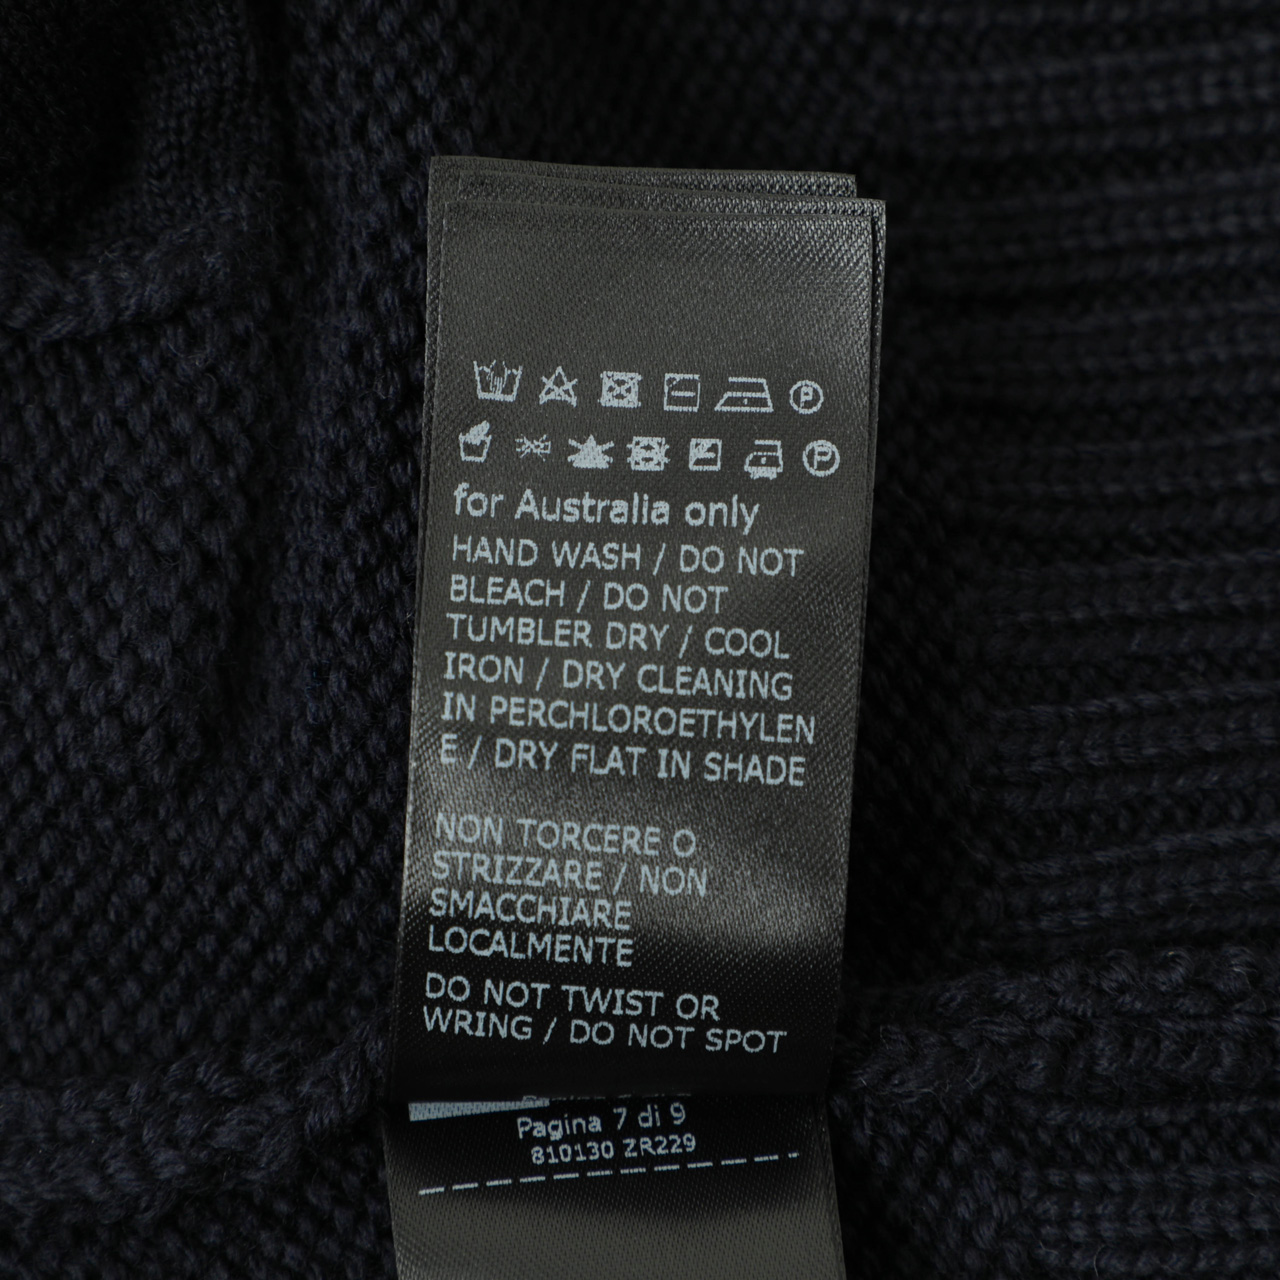 for Australia only
HAND WASH / DO NOT
BLEACH / DO NOT
TUMBLER DRY / COOL
IRON / DRY CLEANING
IN PERCHLOROETHYLEN
E / DRY FLAT IN SHADE
NON TORCERE O
STRIZZARE / NON
SMACCHIARE
LOCALMENTE
DO NOT TWIST OR
WRING / DO NOT SPOT
Pagina 7 di 9
810130 ZR229